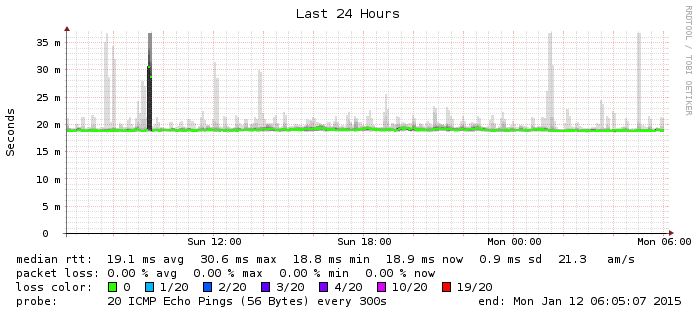 Last 24 Hours
RRDTOOL / TOBI OETIKER
Seconds
35 m
30 m
25 m
20 m
15 m
10 m
5 m
0
Sun 12:00 Sun 18:00 Mon 00:00 Mon 06:00
median rtt: 19.1 ms avg 30.6 ms max 18.8 ms min 18.9 ms now 0.9 ms sd 21.3 am/s
packet loss: 0.00 % avg 0.00 % max 0.00 % min 0.00 % now
loss color: 0 1/20 2/20 3/20 4/20 10/20 19/20
probe: 20 ICMP Echo Pings (56 Bytes) every 300s end: Mon Jan 12 06:05:07 2015